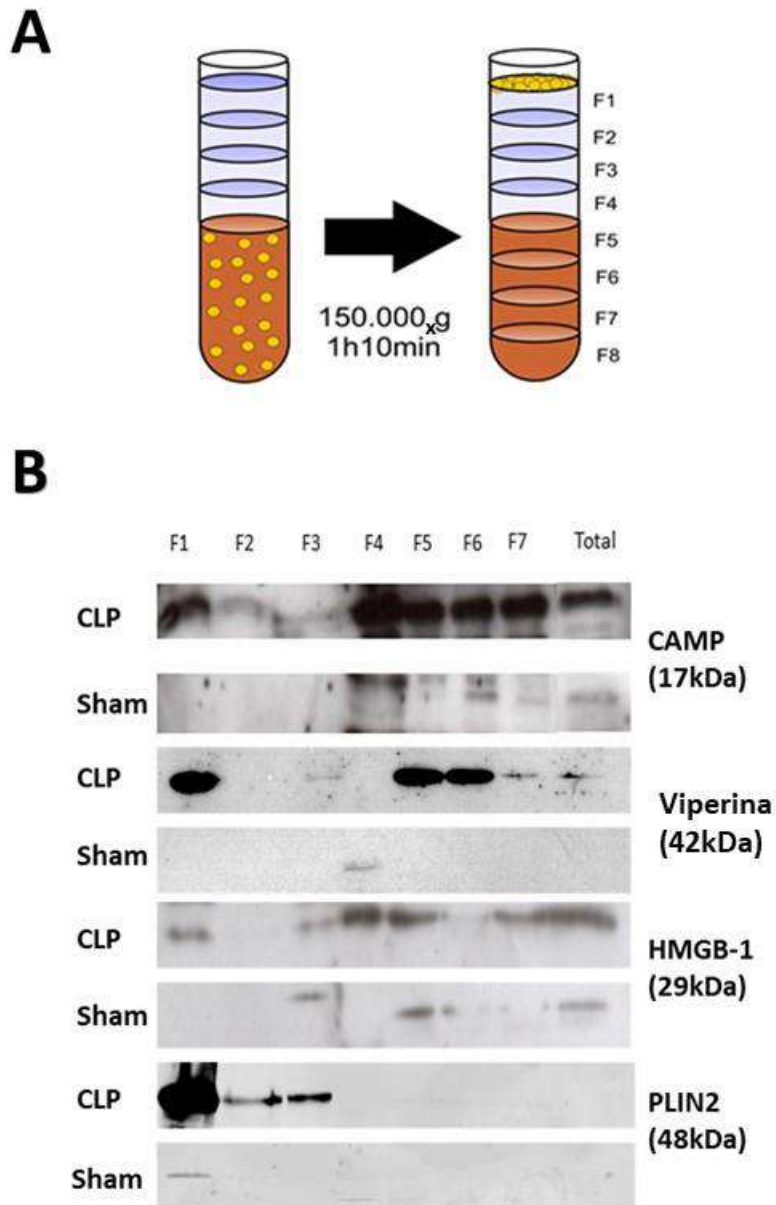 A
F1
F2
F3
F4
F5
F6
F7
F8
150.000xg
1h10min
B
F1 F2 F3 F4 F5 F6 F7 Total
CLP
CAMP
(17kDa)
Sham
CLP
Viperina
(42kDa)
Sham
CLP
HMGB-1
(29kDa)
Sham
CLP
PLIN2
(48kDa)
Sham